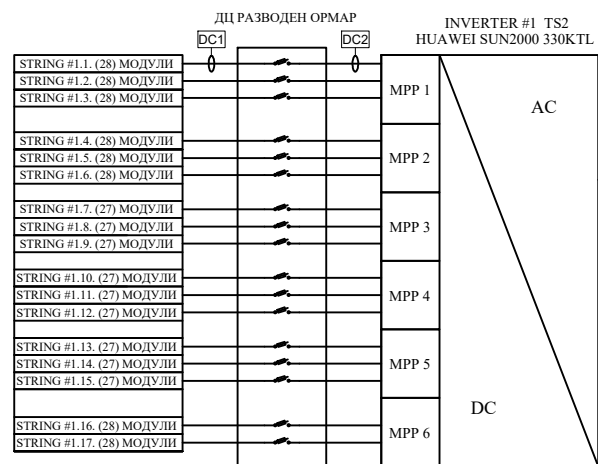 ДЦ РАЗВОДЕН ОРМАР
INVERTER #1 TS2
HUAWEI SUN2000 330KTL
DC1
DC2
STRING #1.1. (28) МОДУЛИ
STRING #1.2. (28) МОДУЛИ
STRING #1.3. (28) МОДУЛИ
MPP 1
AC
STRING #1.4. (28) МОДУЛИ
STRING #1.5. (28) МОДУЛИ
STRING #1.6. (28) МОДУЛИ
MPP 2
STRING #1.7. (27) МОДУЛИ
STRING #1.8. (27) МОДУЛИ
STRING #1.9. (27) МОДУЛИ
MPP 3
STRING #1.10. (27) МОДУЛИ
STRING #1.11. (27) МОДУЛИ
STRING #1.12. (27) МОДУЛИ
MPP 4
STRING #1.13. (27) МОДУЛИ
STRING #1.14. (27) МОДУЛИ
STRING #1.15. (27) МОДУЛИ
MPP 5
DC
STRING #1.16. (28) МОДУЛИ
STRING #1.17. (28) МОДУЛИ
MPP 6